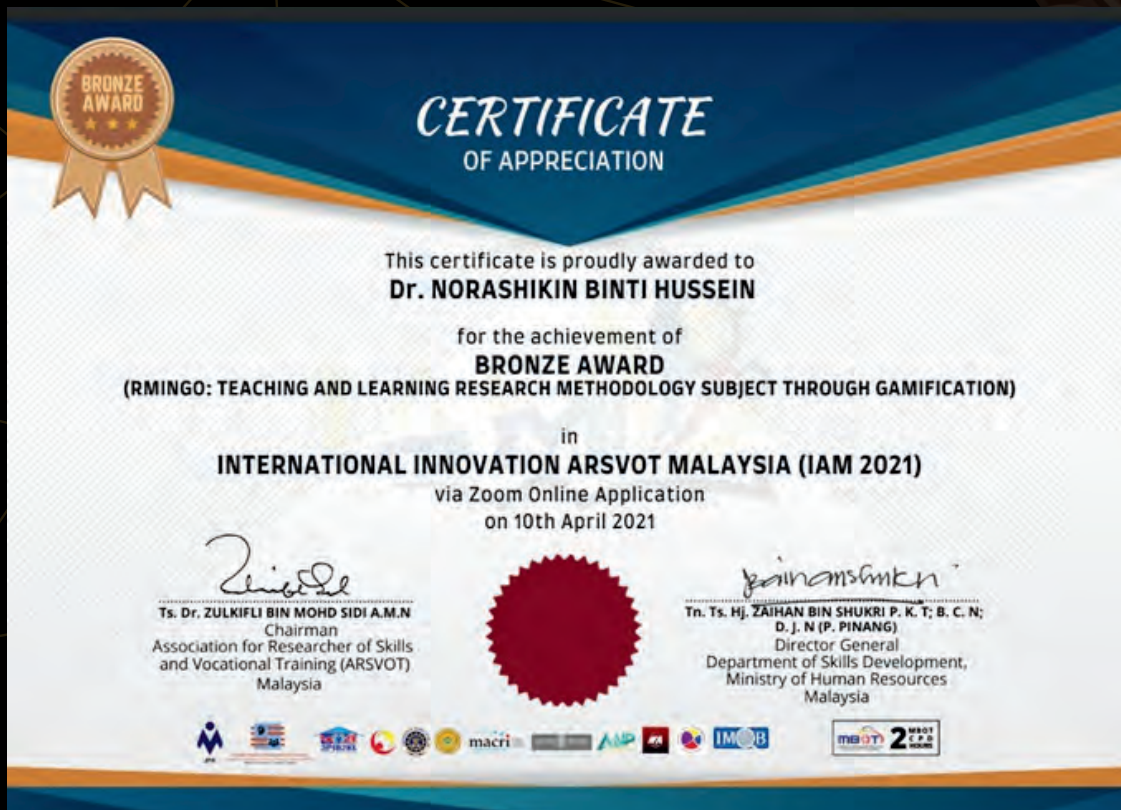 BRONZE
AWARD
CERTIFICATE
OF APPRECIATION
This certificate is proudly awarded to
Dr. NORASHIKIN BINTI HUSSEIN
for the achievement of
BRONZE AWARD
(RMINGO: TEACHING AND LEARNING RESEARCH METHODOLOGY SUBJECT THROUGH GAMIFICATION)
in
INTERNATIONAL INNOVATION ARSVOT MALAYSIA (IAM 2021)
via Zoom Online Application
on 10th April 2021
Ts. Dr. ZULKIFLI BIN MOHD SIDI A.M.N
Chairman
Association for Researcher of Skills
and Vocational Training (ARSVOT)
Malaysia
Tn. Ts. Hj. ZAIHAN BIN SHUKRI P. K. T; B. C. N;
D. J. N (P. PINANG)
Director General
Department of Skills Development,
Ministry of Human Resources
Malaysia
macri
IMOB
MBOT
2 MBOT
CPD
HOURS